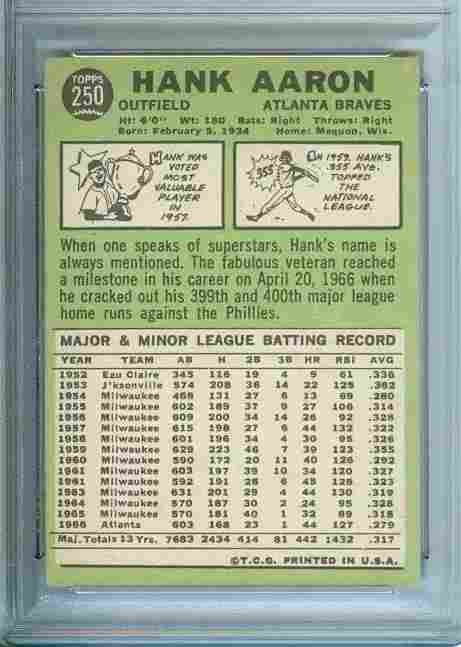 TOPPS
250
HANK AARON
OUTFIELD ATLANTA BRAVES
Ht: 6'0" Wt: 180 Bats: Right Throws: Right
Born: February 5, 1934 Home: Mequon, Wis.
HANK WAS
VOTED
MOST
VALUABLE
PLAYER
IN
1957.
.355
IN 1959, HANK'S
.355 AVE.
TOPPED
THE
NATIONAL
LEAGUE.
When one speaks of superstars, Hank's name is
always mentioned. The fabulous veteran reached
a milestone in his career on April 20, 1966 when
he cracked out his 399th and 400th major league
home runs against the Phillies.
MAJOR & MINOR LEAGUE BATTING RECORD
YEAR TEAM AB H 2B 3B HR RBI AVG
1952 Eau Claire 345 116 19 4 9 61 .336
1953 J'ksonville 574 208 36 14 22 125 .362
1954 Milwaukee 468 131 27 6 13 69 .280
1955 Milwaukee 602 189 37 9 27 106 .314
1956 Milwaukee 609 200 34 14 26 92 .328
1957 Milwaukee 615 198 27 6 44 132 .322
1958 Milwaukee 601 196 34 4 30 95 .326
1959 Milwaukee 629 223 46 7 39 123 .355
1960 Milwaukee 590 172 20 11 40 126 .292
1961 Milwaukee 603 197 39 10 34 120 .327
1962 Milwaukee 592 191 28 6 45 128 .323
1963 Milwaukee 631 201 29 4 44 130 .319
1964 Milwaukee 570 187 30 2 24 95 .328
1965 Milwaukee 570 181 40 1 32 89 .318
1966 Atlanta 603 168 23 1 44 127 .279
Maj. Totals 13 Yrs. 7683 2434 414 81 442 1432 .317
©T.C.G. PRINTED IN U.S.A.